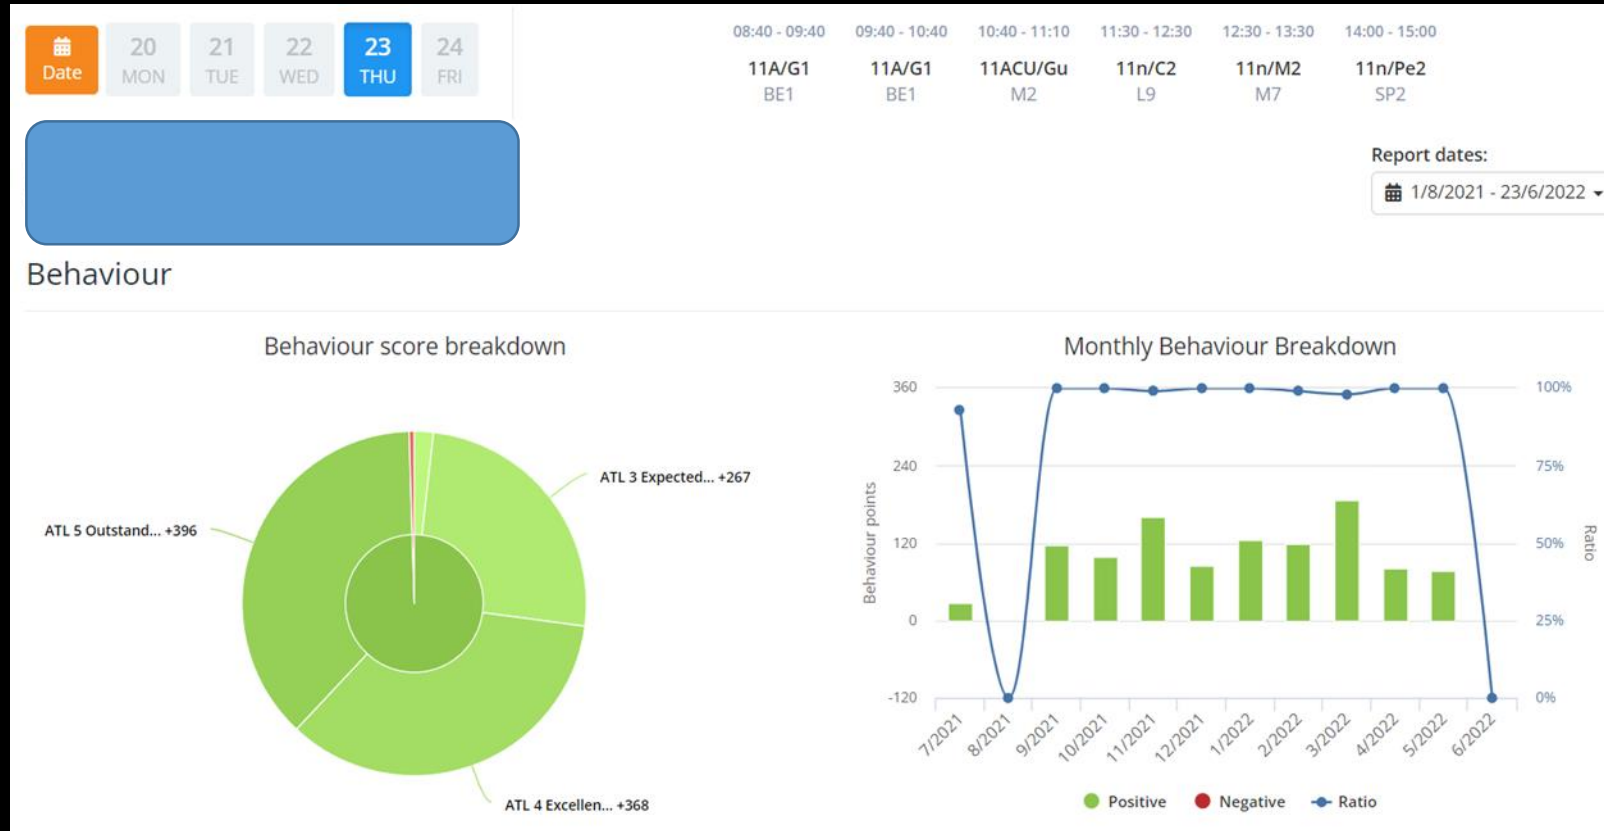 Date
20
MON
21
TUE
22
WED
23
THU
24
FRI
08:40 - 09:40
11A/G1
BE1
09:40 - 10:40
11A/G1
BE1
10:40 - 11:10
11ACU/Gu
M2
11:30 - 12:30
11n/C2
L9
12:30 - 13:30
11n/M2
M7
14:00 - 15:00
11n/Pe2
SP2
Report dates:
1/8/2021 - 23/6/2022
Behaviour
Behaviour score breakdown
ATL 3 Expected... +267
ATL 5 Outstand... +396
ATL 4 Excellen... +368
Monthly Behaviour Breakdown
360
240
120
0
-120
Behaviour points
100%
75%
50%
25%
0%
Ratio
7/2021
8/2021
9/2021
10/2021
11/2021
12/2021
1/2022
2/2022
3/2022
4/2022
5/2022
6/2022
Positive
Negative
Ratio